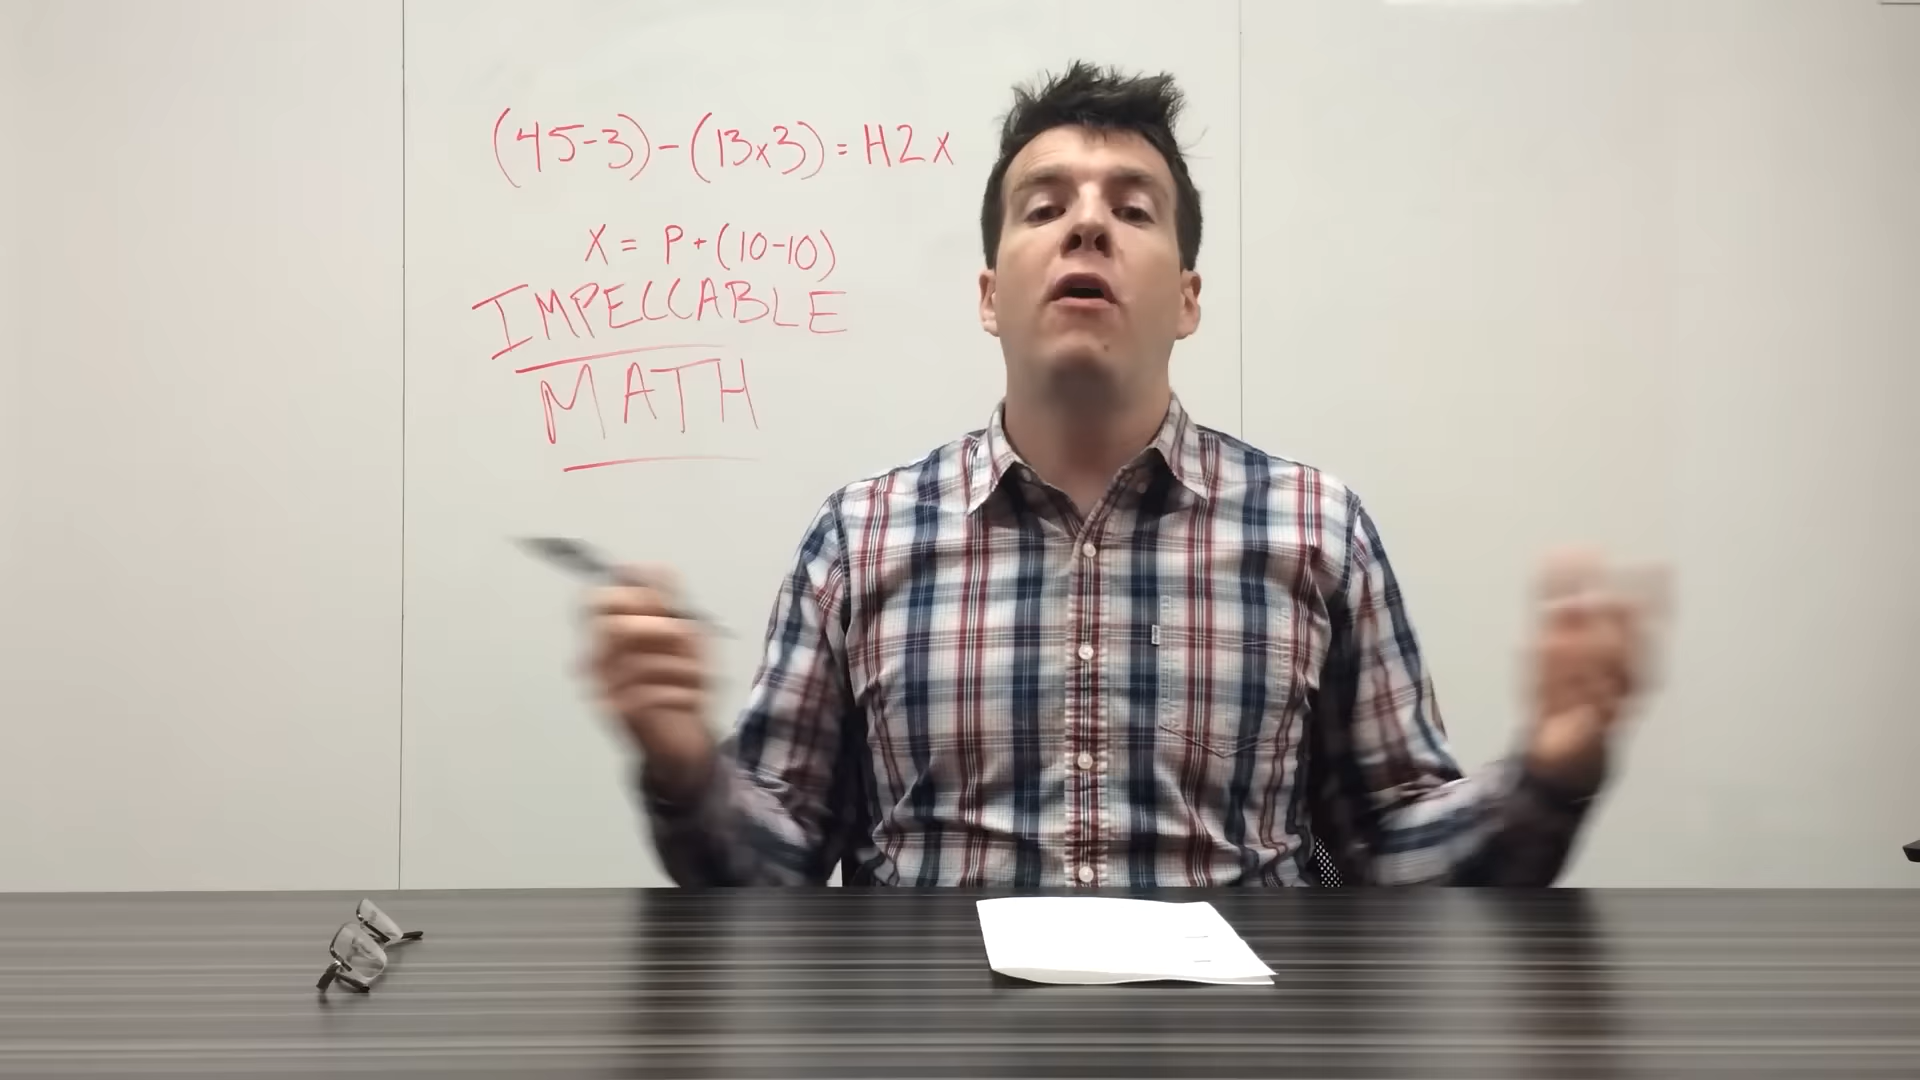 (45-3)-(13x3)=H2x
X = P+(10-10)
IMPECCABLE
MATH